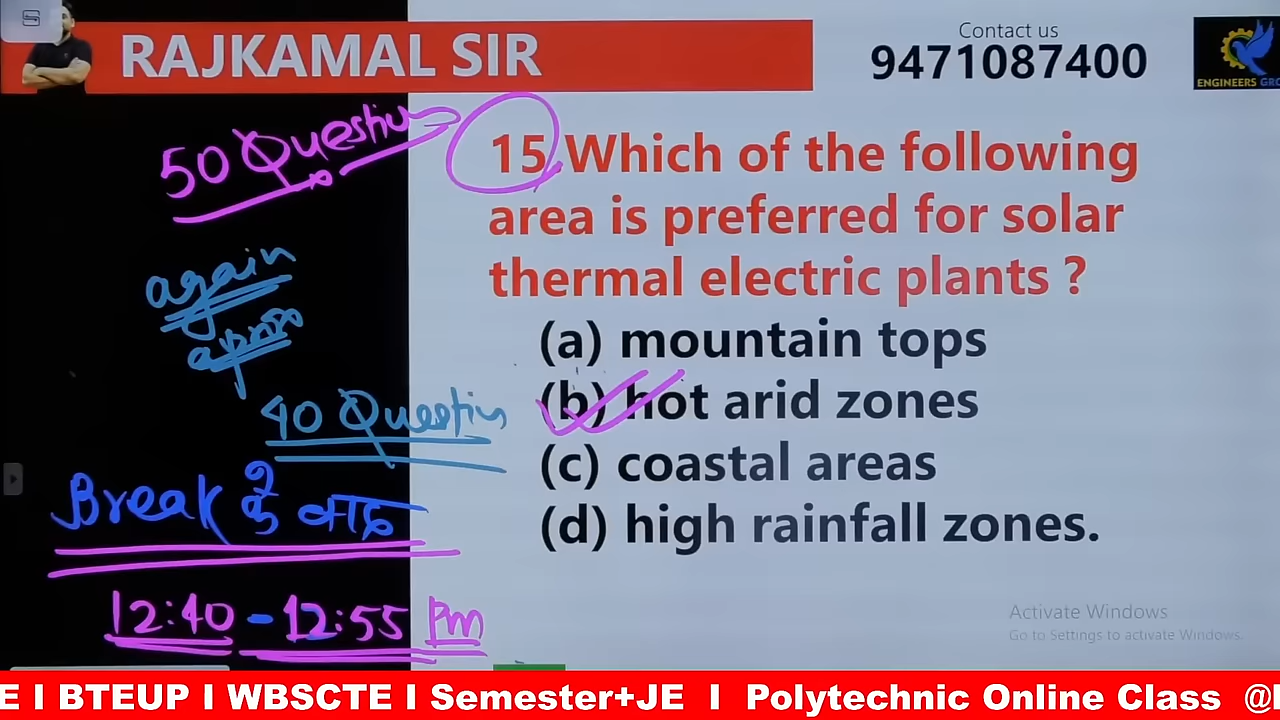 RAJKAMAL SIR
Contact us
9471087400
ENGINEERS GRO
50 Question
15. Which of the following
area is preferred for solar
thermal electric plants ?
(a) mountain tops
(b) hot arid zones
(c) coastal areas
(d) high rainfall zones.
again
40 Question
Break के बाद
12:40 - 12:55 Pm
Activate Windows
Go to Settings to activate Windows.
E I BTEUP I WBSCTE I Semester+JE I Polytechnic Online Class